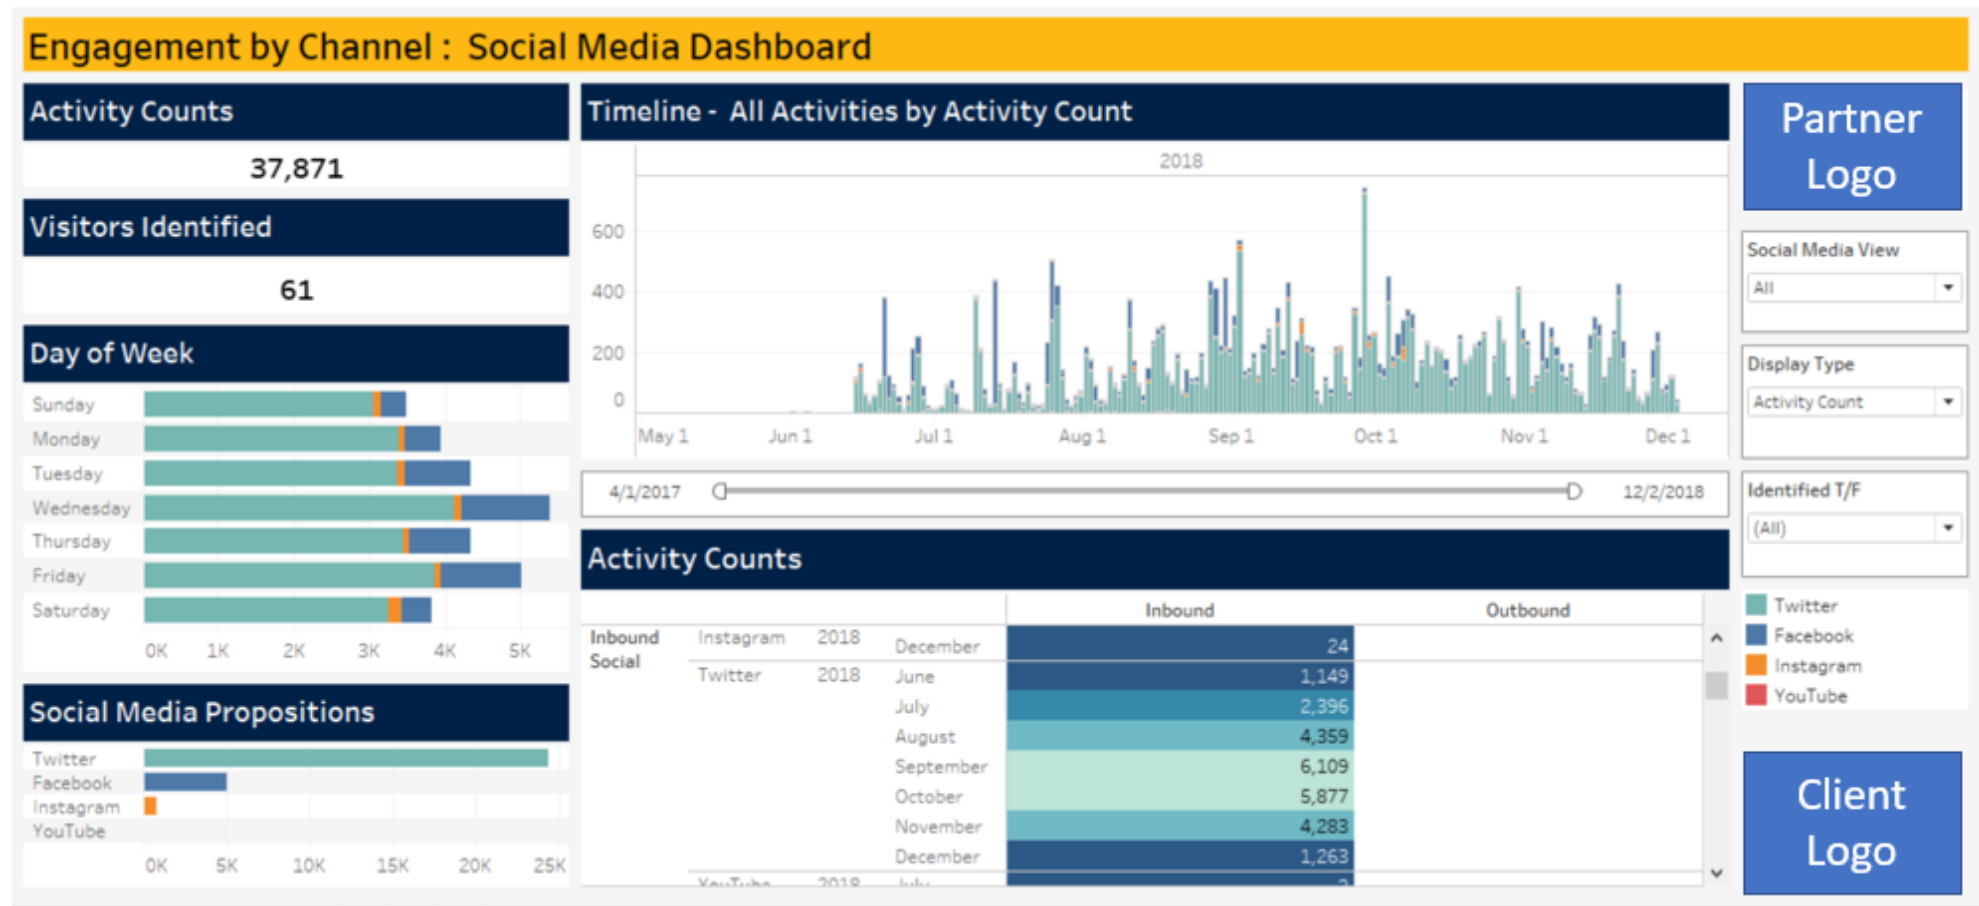 Engagement by Channel :  Social Media Dashboard
Activity Counts
37,871
Visitors Identified
61
Day of Week
Sunday
Monday
Tuesday
Wednesday
Thursday
Friday
Saturday
0K 1K 2K 3K 4K 5K
Social Media Propositions
Twitter
Facebook
Instagram
YouTube
0K 5K 10K 15K 20K 25K
Timeline -  All Activities by Activity Count
2018
600
400
200
0
May 1 Jun 1 Jul 1 Aug 1 Sep 1 Oct 1 Nov 1 Dec 1
4/1/2017 12/2/2018
Activity Counts
Inbound Outbound
Inbound Social Instagram 2018 December 24
Twitter 2018 June 1,149
July 2,396
August 4,359
September 6,109
October 5,877
November 4,283
December 1,263
YouTube 2018 July
Partner
Logo
Social Media View
All
Display Type
Activity Count
Identified T/F
(All)
Twitter
Facebook
Instagram
YouTube
Client
Logo